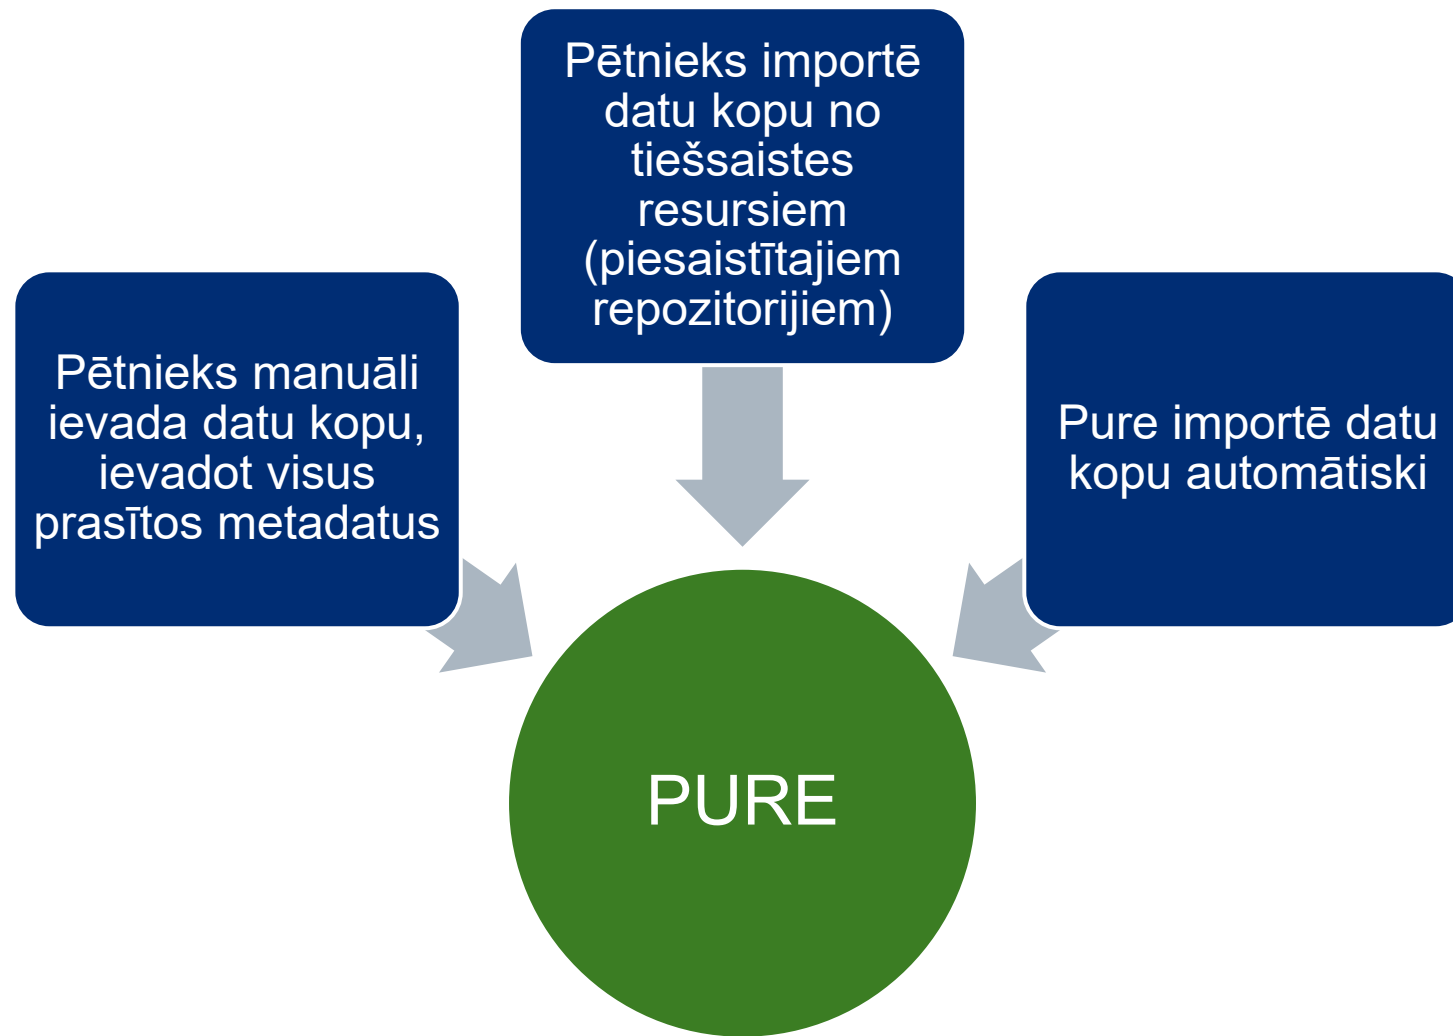 Pētnieks importē
datu kopu no
tiešsaistes
resursiem
(piesaistītajiem
repozitorijiem)
Pētnieks manuāli
ievada datu kopu,
ievadot visus
prasītos metadatus
Pure importē datu
kopu automātiski
PURE